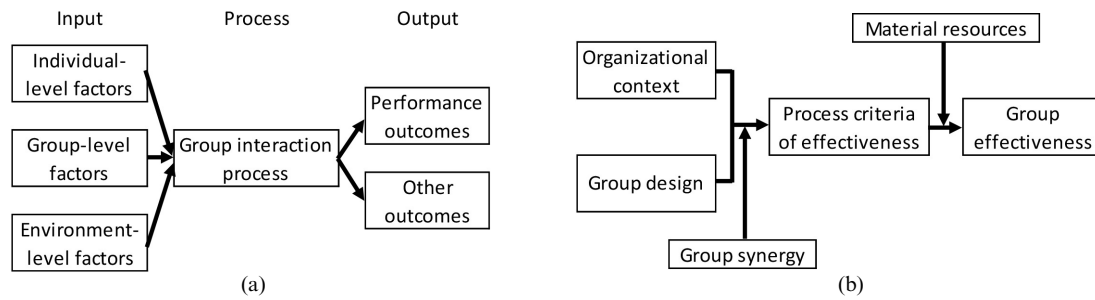 Input
Process
Output
Individual-
level factors
Group-level
factors
Environment-
level factors
Group interaction
process
Performance
outcomes
Other
outcomes
(a)
Organizational
context
Group design
Group synergy
Process criteria
of effectiveness
Material resources
Group
effectiveness
(b)